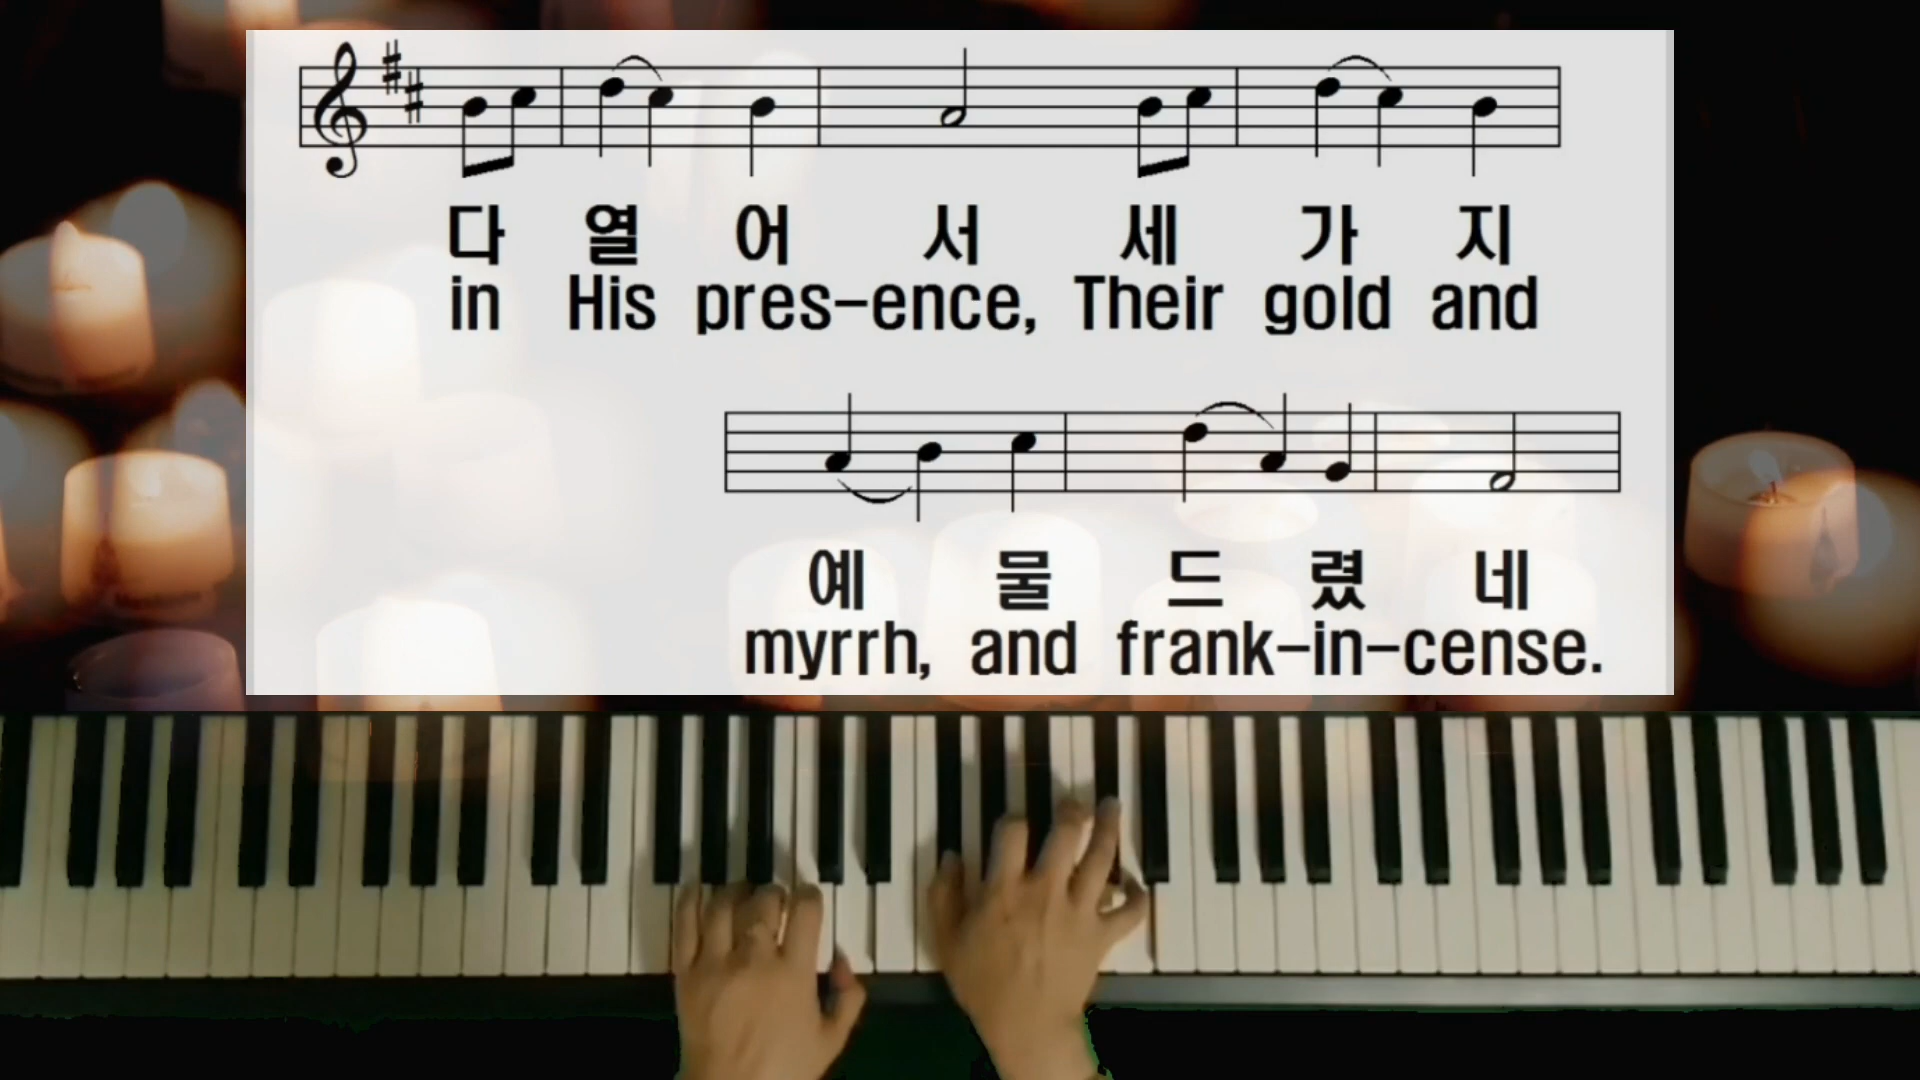 다 열 어 서 세 가 지
in His pres-ence, Their gold and
예 물 드 렸 네
myrrh, and frank-in-cense.